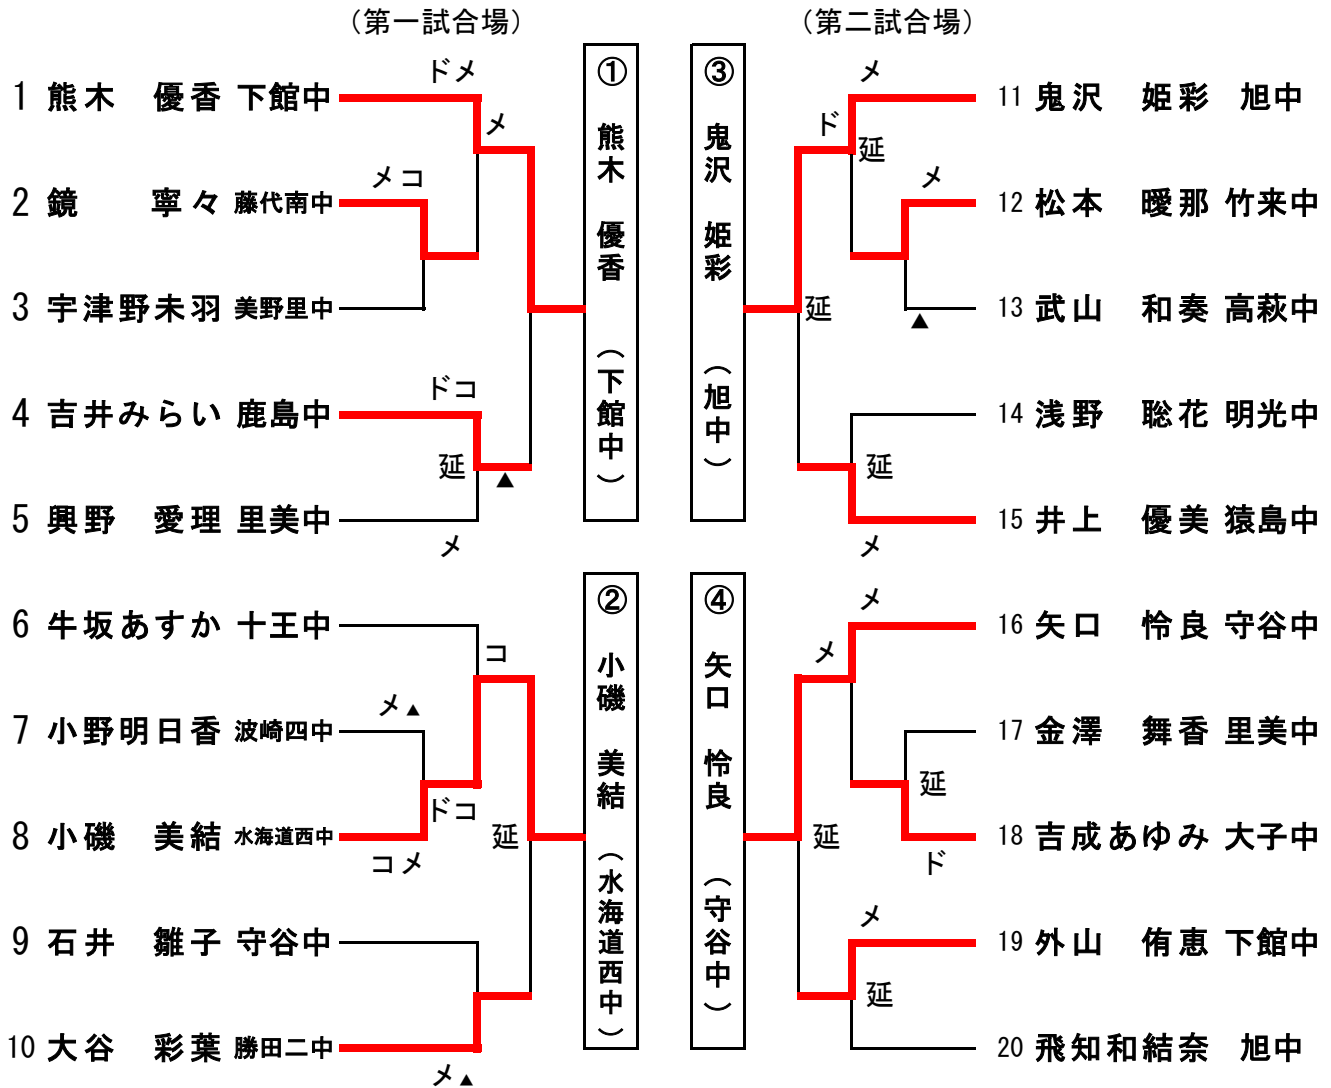 （第一試合場）
（第二試合場）
ドメ
1 熊木 優香 下館中
メ
メコ
2 鏡 寧々 藤代南中
3 宇津野未羽 美野里中
ドコ
4 吉井みらい 鹿島中
延
▲
5 興野 愛理 里美中
メ
① 熊木 優香 （下館中）
6 牛坂あすか 十王中
コ
メ▲
7 小野明日香 波崎四中
ドコ
8 小磯 美結 水海道西中
延
コメ
9 石井 雛子 守谷中
10 大谷 彩葉 勝田二中
メ▲
② 小磯 美結 （水海道西中）
③ 鬼沢 姫彩 （旭中）
メ
11 鬼沢 姫彩 旭中
ド
延
メ
12 松本 曖那 竹来中
延
13 武山 和奏 高萩中
▲
14 浅野 聡花 明光中
延
15 井上 優美 猿島中
メ
④ 矢口 怜良 （守谷中）
メ
16 矢口 怜良 守谷中
メ
17 金澤 舞香 里美中
延
18 吉成あゆみ 大子中
延
ド
メ
19 外山 侑恵 下館中
延
20 飛知和結奈 旭中